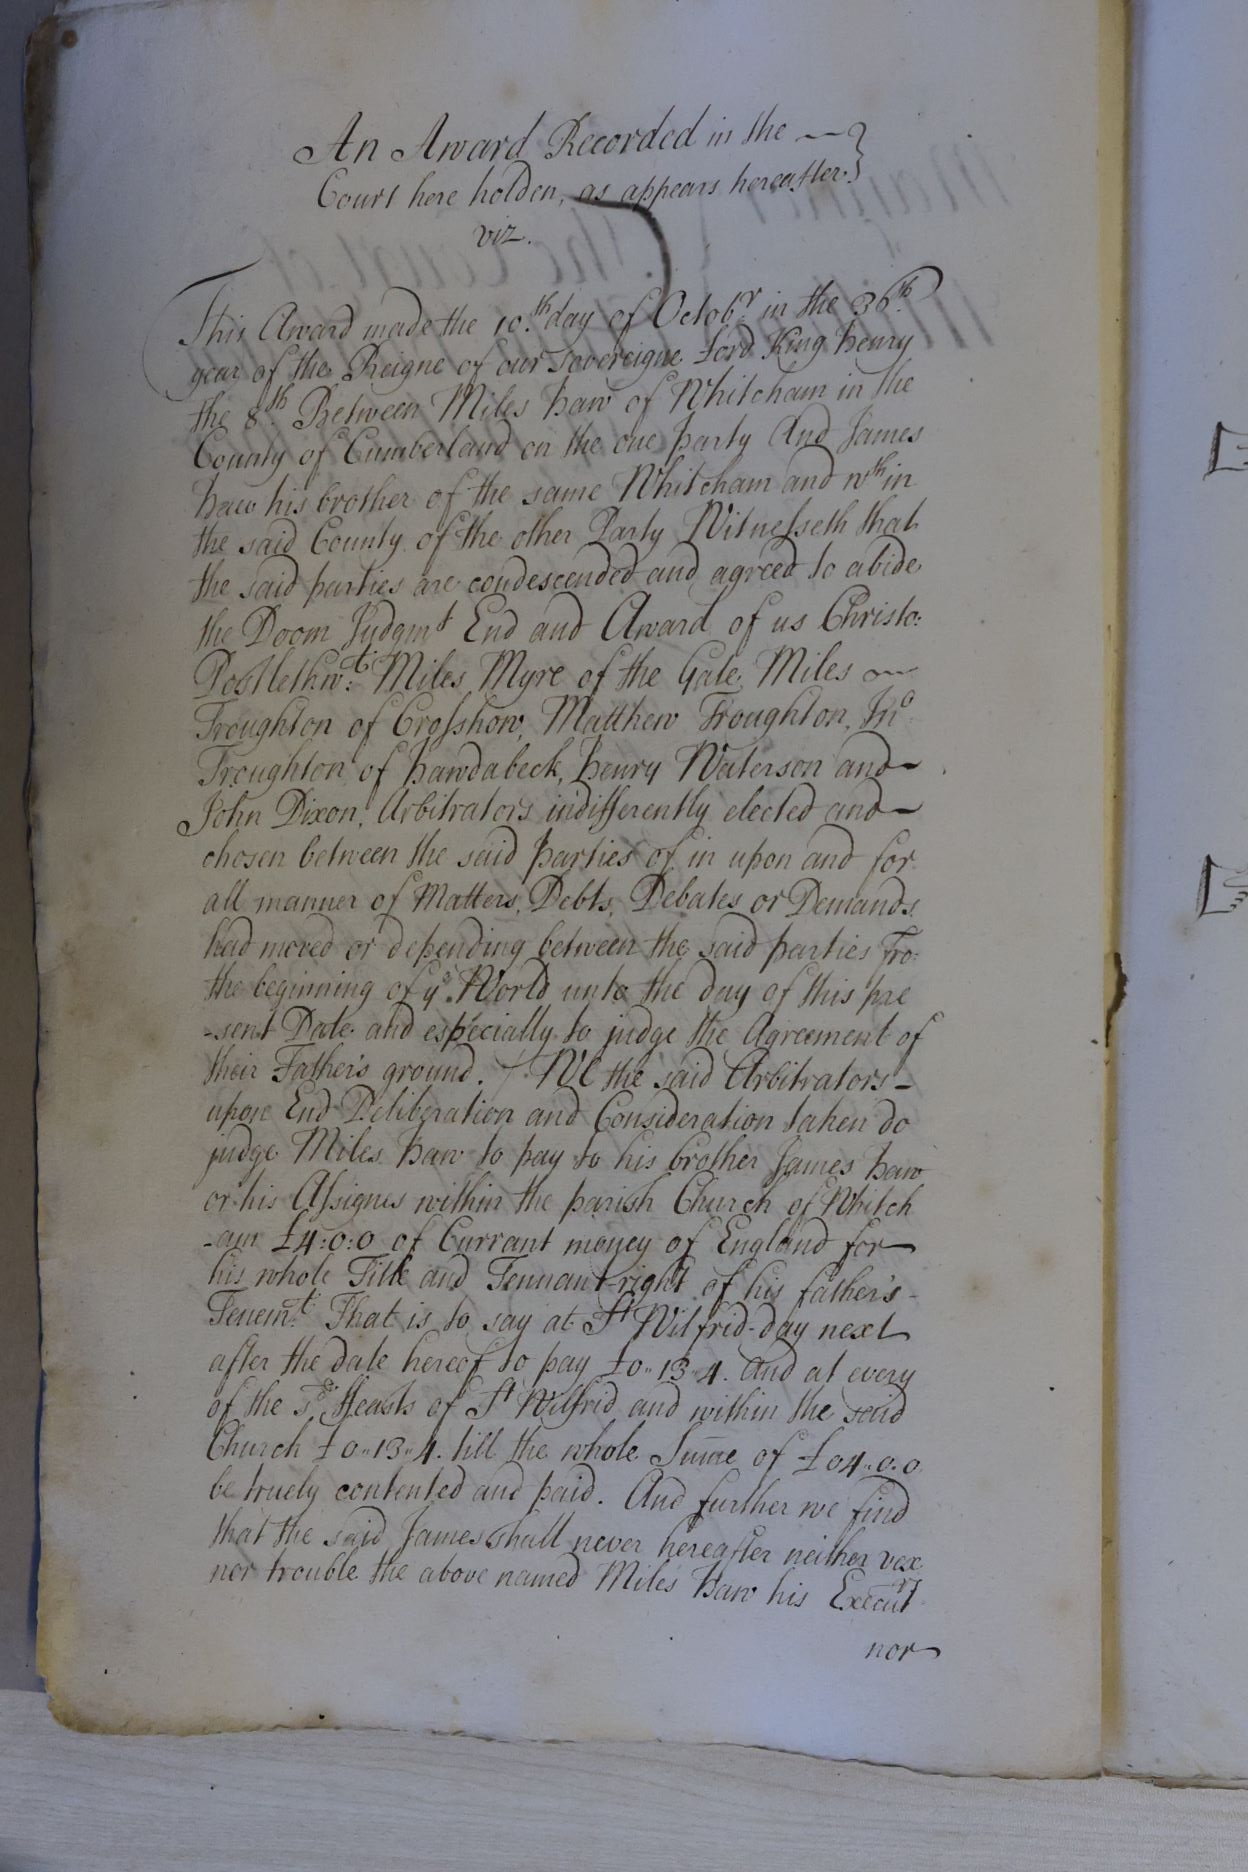 An Award Recorded in the
Court here holden, as appears hereafter.
viz.
This Award made the 10.th day of Octobr. in the 36th.
year of the Reigne of our Sovereigne Lord King Henry
the 8th. Between Miles Haw of Whitcham in the
County of Cumberland on the one party And James
Haw his brother of the same Whitcham and wthin
the said County of the other Party Witnesseth that
the said parties are condescended and agreed to abide
the Doom Judgmt End and Award of us Christo:
Postlethwt: Miles Myre of the Gate, Miles
Troughton of Crosshow, Matthew Troughton, Jno.
Troughton of Hawdabeck, Henry Waterson and
John Dixon, Arbitrators indifferently elected and
chosen between the said parties of in upon and for
all manner of Matters, Debts, Debates or Demands
had moved or depending between the said parties fro:
the beginning of ye World unto the day of this pre
-sent Date and especially to judge the Agreement of
their Father's ground. We the said Arbitrators
upon End Deliberation and Consideration taken do
judge Miles Haw to pay to his brother James Haw
or his Assignes within the parish Church of Whitch
-am £4:0:0 of Currant money of England for
his whole Title and Tennant-right of his father's
Tenemt. That is to say at St Wilfrid-day next
after the date hereof to pay £0"13"4. And at every
of the sd ffeasts of St Wilfrid and within the said
Church £0"13"4. till the whole Sume of £04"0.0
be truely contented and paid. And further we find
that the said James shall never hereafter neither vex
nor trouble the above named Miles Haw his Executrs
nor